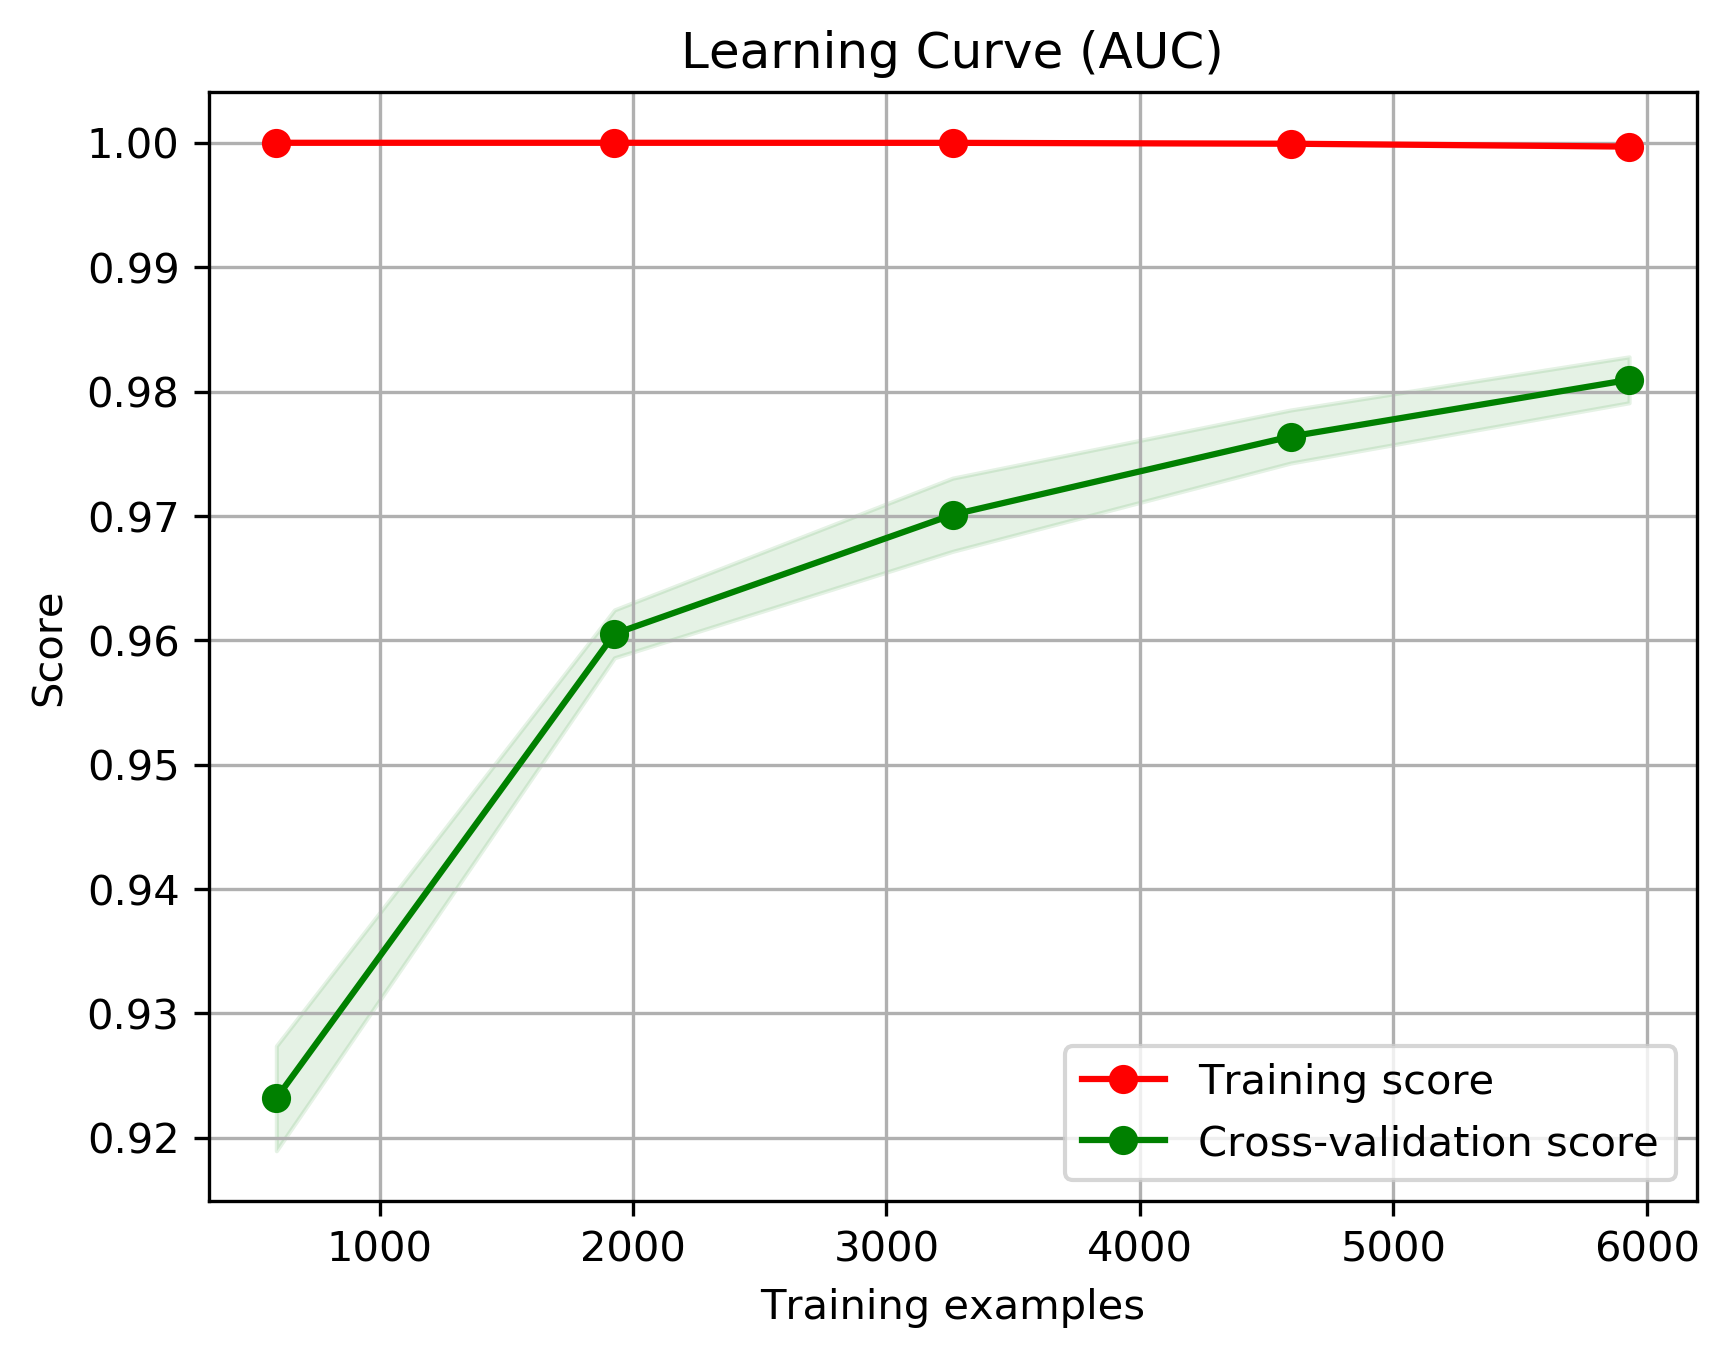 Learning Curve (AUC)
1.00
0.99
0.98
0.97
0.96
0.95
0.94
0.93
0.92
Score
Training score
Cross-validation score
1000 2000 3000 4000 5000 6000
Training examples